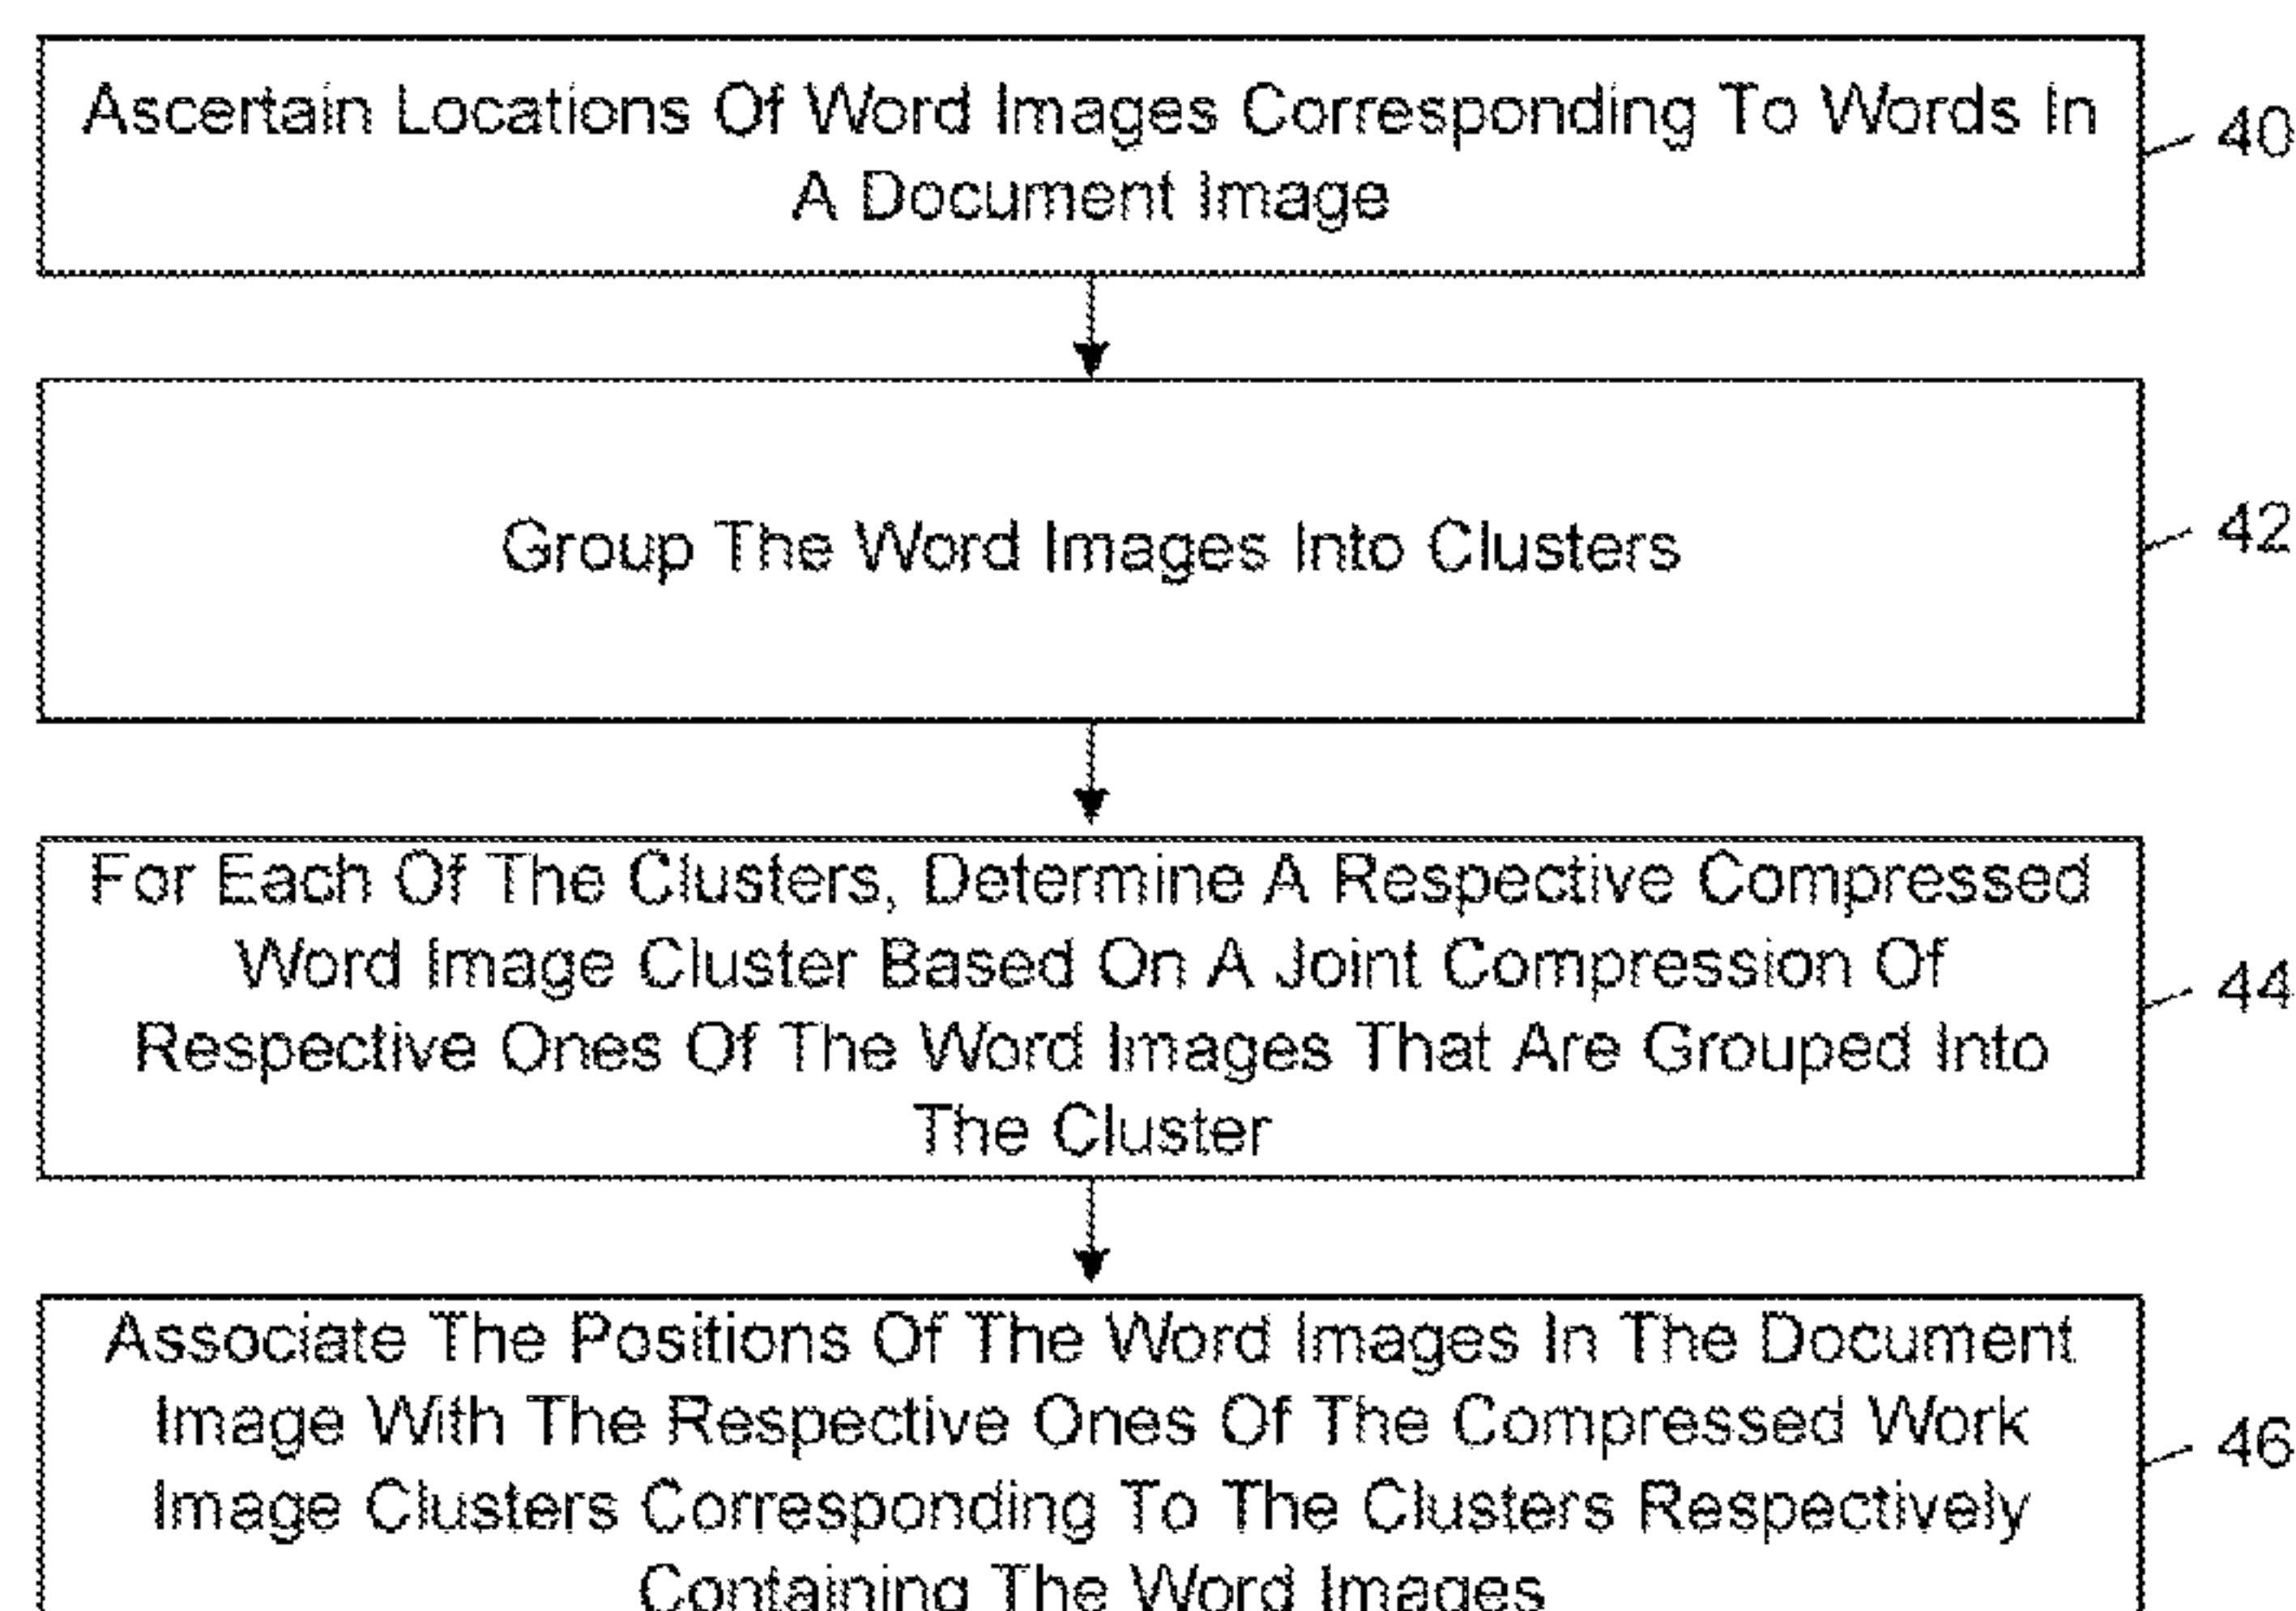 Ascertain Locations Of Word Images Corresponding To Words In
A Document Image
40
Group The Word Images Into Clusters
42
For Each Of The Clusters, Determine A Respective Compressed
Word Image Cluster Based On A Joint Compression Of
Respective Ones Of The Word Images That Are Grouped Into
The Cluster
44
Associate The Positions Of The Word Images In The Document
Image With The Respective Ones Of The Compressed Work
Image Clusters Corresponding To The Clusters Respectively
Containing The Word Images
46